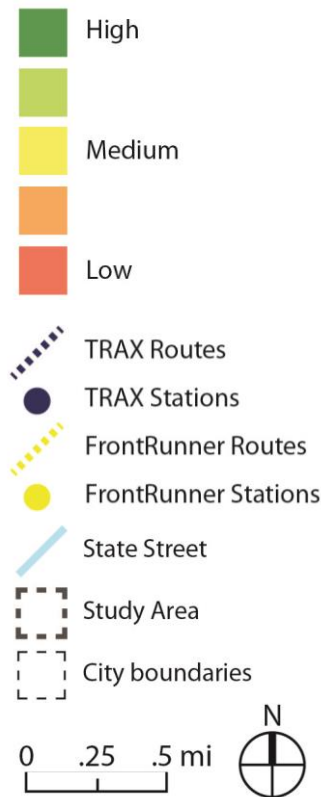 High
Medium
Low
TRAX Routes
TRAX Stations
FrontRunner Routes
FrontRunner Stations
State Street
Study Area
City boundaries
N
0 .25 .5 mi